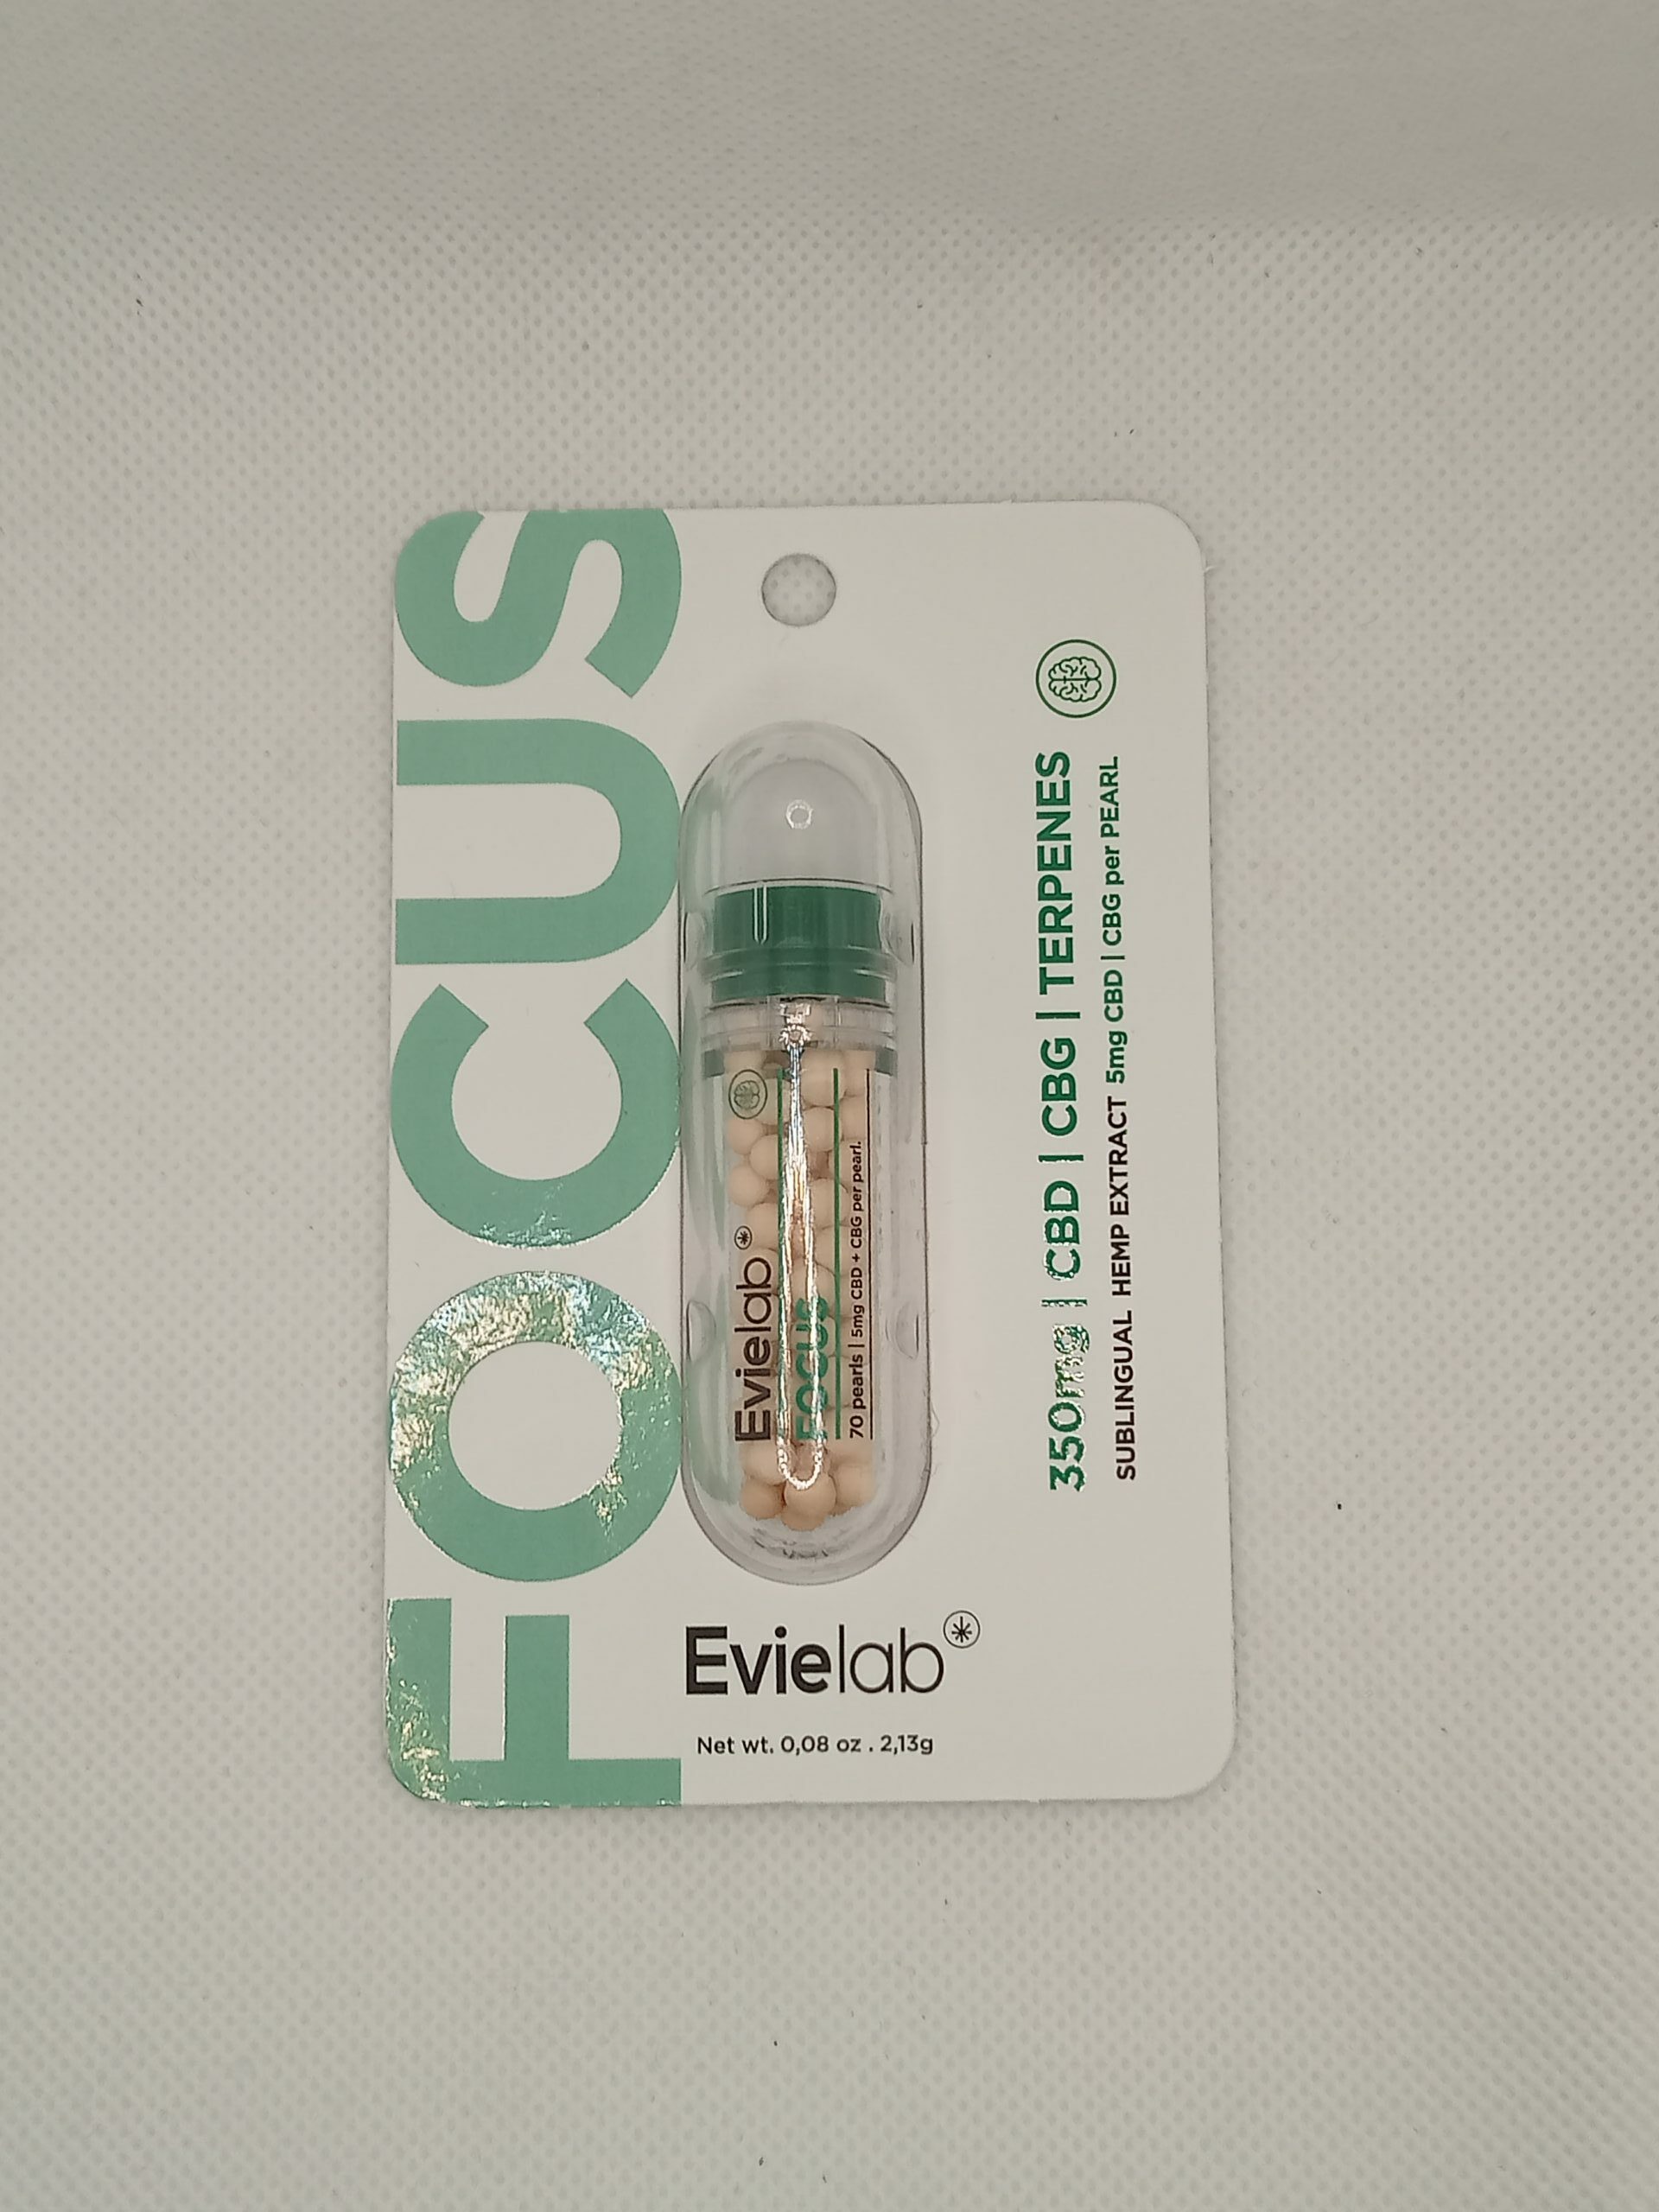 FOCUS
Evielab
FOCUS
70 pearls | 5mg CBD + CBG per pearl.
350mg | CBD | CBG | TERPENES
SUBLINGUAL HEMP EXTRACT 5mg CBD | CBG per PEARL
Evielab
Net wt. 0,08 oz . 2,13g